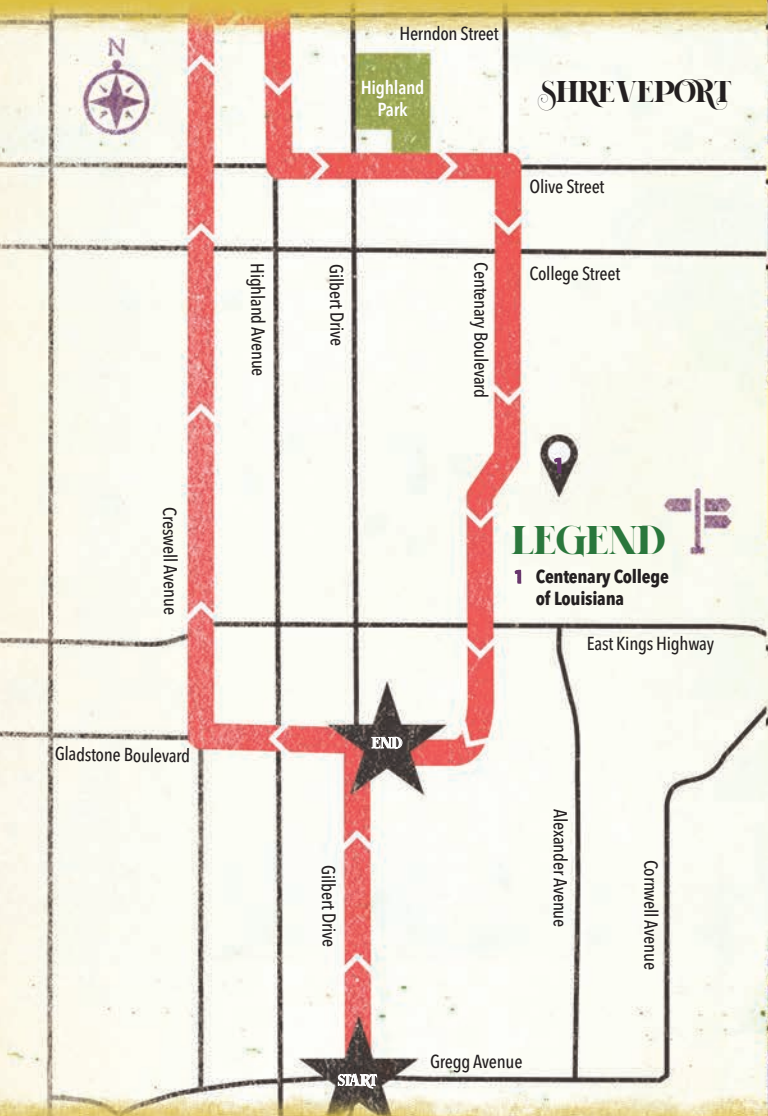 N
Herndon Street
Highland
Park
SHREVEPORT
Olive Street
College Street
Highland Avenue
Gilbert Drive
Centenary Boulevard
1
LEGEND
1 Centenary College
of Louisiana
Creswell Avenue
East Kings Highway
END
Gladstone Boulevard
Alexander Avenue
Gilbert Drive
Cornwell Avenue
Gregg Avenue
START